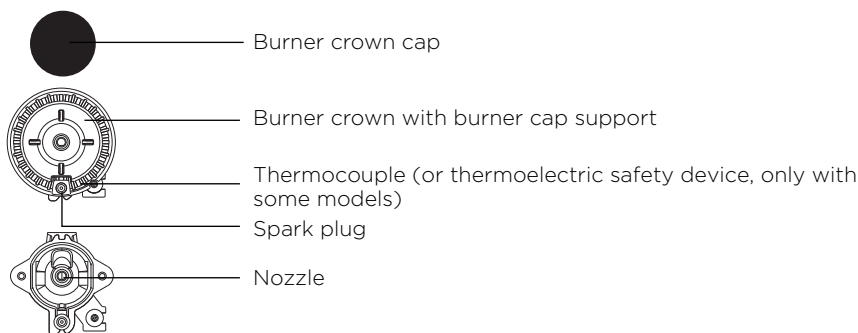 Burner crown cap
Burner crown with burner cap support
Thermocouple (or thermoelectric safety device, only with
some models)
Spark plug
Nozzle